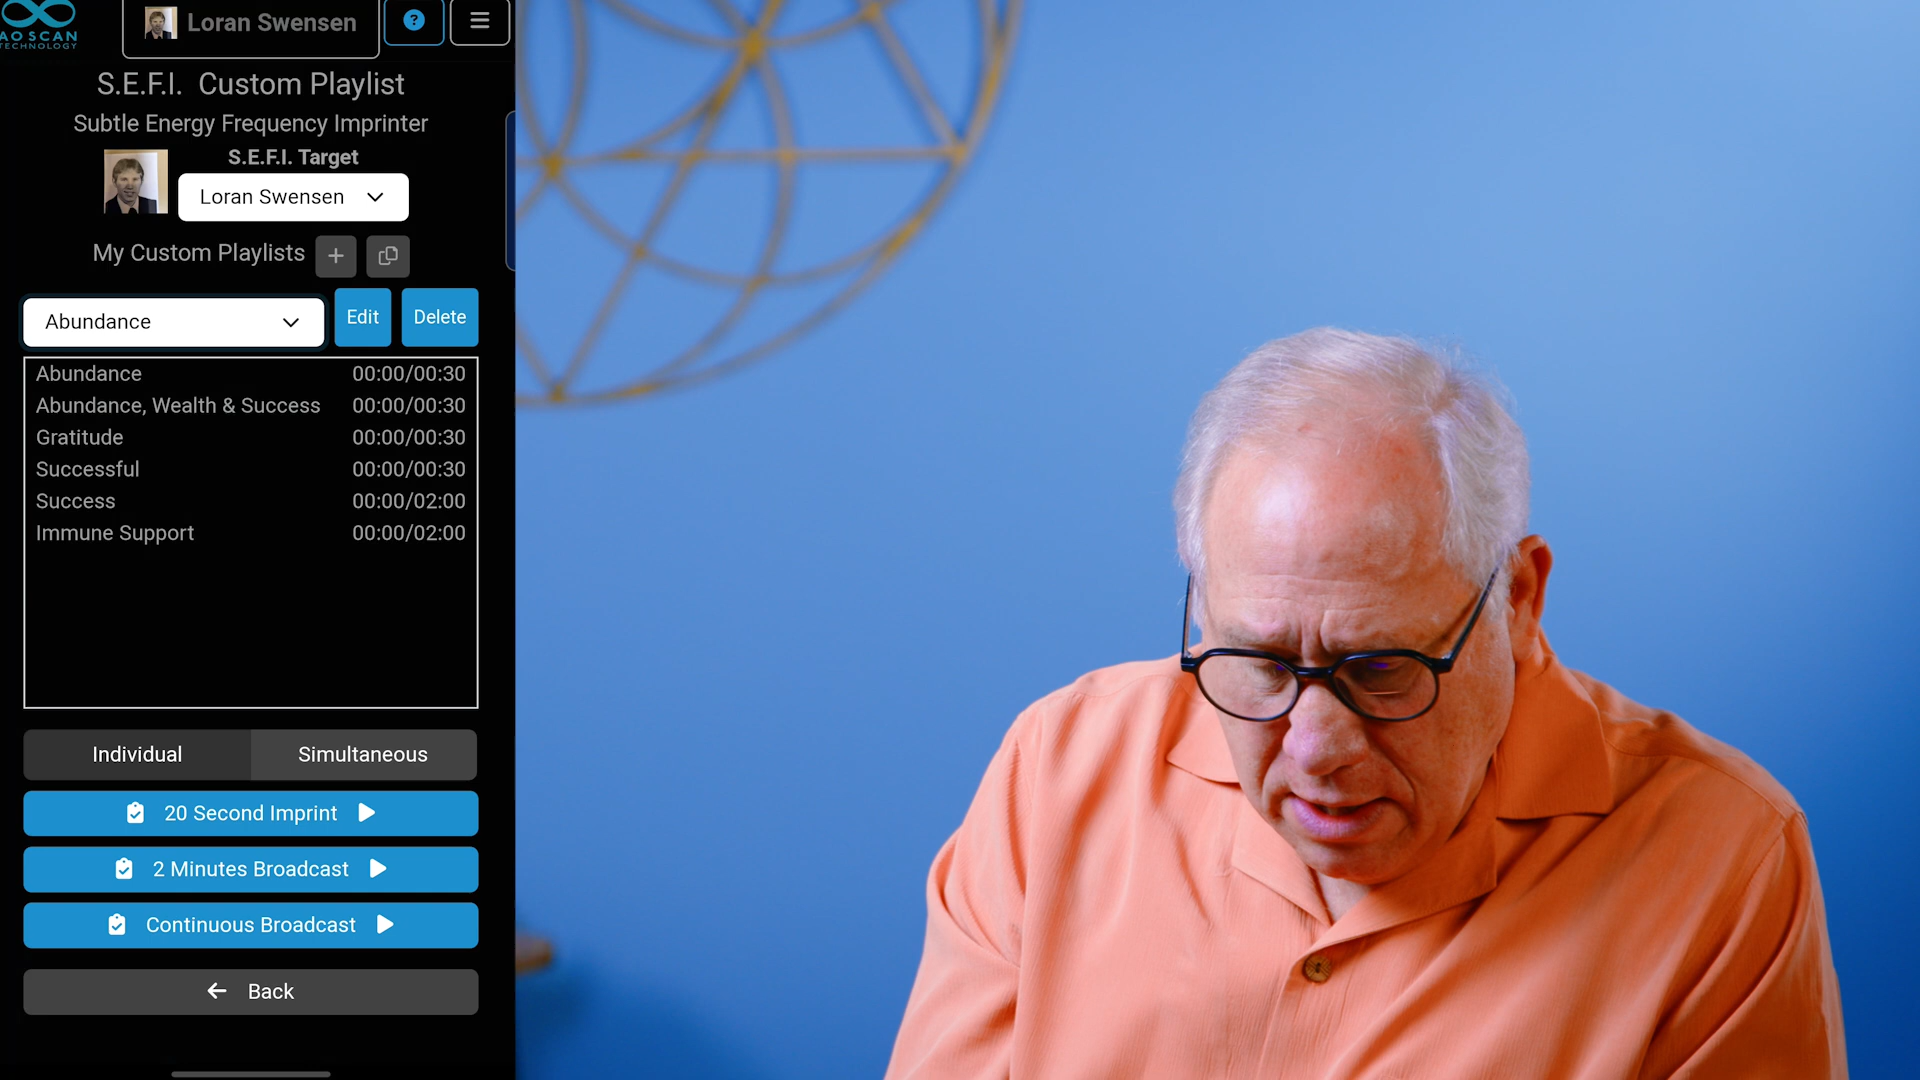 AO SCAN
TECHNOLOGY
Loran Swensen
?
S.E.F.I. Custom Playlist
Subtle Energy Frequency Imprinter
S.E.F.I. Target
Loran Swensen
My Custom Playlists
+
Abundance
Edit
Delete
Abundance 00:00/00:30
Abundance, Wealth & Success 00:00/00:30
Gratitude 00:00/00:30
Successful 00:00/00:30
Success 00:00/02:00
Immune Support 00:00/02:00
Individual
Simultaneous
20 Second Imprint
2 Minutes Broadcast
Continuous Broadcast
Back